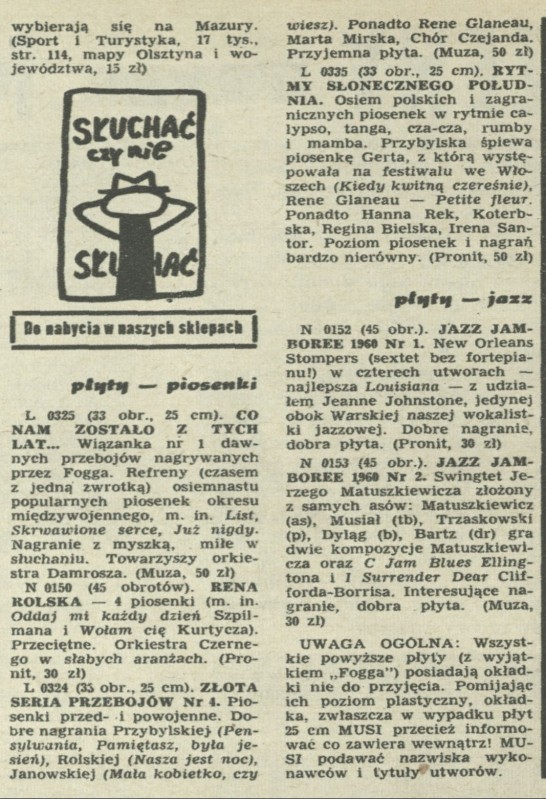 wybierają się na Mazury.
(Sport i Turystyka, 17 tys.,
str. 114, mapy Olsztyna i wo-
jewództwa, 15 zł)
SŁUCHAĆ
czy nie
SŁUCHAĆ
Do nabycia w naszych sklepach
płyty — piosenki
L 0325 (33 obr., 25 cm). CO
NAM ZOSTAŁO Z TYCH
LAT... Wiązanka nr 1 daw-
nych przebojów nagrywanych
przez Fogga. Refreny (czasem
z jedną zwrotką) osiemnastu
popularnych piosenek okresu
międzywojennego, m. in. List,
Skrwawione serce, Już nigdy.
Nagranie z myszką, miłe w
słuchaniu. Towarzyszy orkie-
stra Damrosza. (Muza, 50 zł)
N 0150 (45 obrotów). RENA
ROLSKA — 4 piosenki (m. in.
Oddaj mi każdy dzień Szpil-
mana i Wołam cię Kurtycza).
Przeciętne. Orkiestra Czerne-
go w słabych aranżach. (Pro-
nit, 30 zł)
L 0324 (33 obr., 25 cm). ZŁOTA
SERIA PRZEBOJÓW Nr 4. Pio-
senki przed- i powojenne. Do-
bre nagrania Przybylskiej (Pen-
sylwania, Pamiętasz, była je-
sień), Rolskiej (Nasza jest noc),
Janowskiej (Mała kobietko, czy
wiesz). Ponadto Rene Glaneau,
Marta Mirska, Chór Czejanda.
Przyjemna płyta. (Muza, 50 zł)
L 0335 (33 obr., 25 cm). RYT-
MY SŁONECZNEGO POŁUD-
NIA. Osiem polskich i zagra-
nicznych piosenek w rytmie ca-
lypso, tanga, cza-cza, rumby
i mamba. Przybylska śpiewa
piosenkę Gerta, z którą wystę-
powała na festiwalu we Wło-
szech (Kiedy kwitną czereśnie),
Rene Glaneau — Petite fleur.
Ponadto Hanna Rek, Koterb-
ska, Regina Bielska, Irena San-
tor. Poziom piosenek i nagrań
bardzo nierówny. (Pronit, 50 zł)
płyty — jazz
N 0152 (45 obr.). JAZZ JAM-
BOREE 1960 Nr 1. New Orleans
Stompers (sextet bez fortepia-
nu!) w czterech utworach —
najlepsza Louisiana — z udzia-
łem Jeanne Johnstone, jedynej
obok Warskiej naszej wokalist-
ki jazzowej. Dobre nagranie,
dobra płyta. (Pronit, 30 zł)
N 0153 (45 obr.). JAZZ JAM-
BOREE 1960 Nr 2. Swingtet Je-
rzego Matuszkiewicza złożony
z samych asów: Matuszkiewicz
(as), Musiał (tb), Trzaskowski
(p), Dyląg (b), Bartz (dr) gra
dwie kompozycje Matuszkiewi-
cza oraz C Jam Blues Elling-
tona i I Surrender Dear Clif-
forda-Borrisa. Interesujące na-
granie, dobra płyta. (Muza,
30 zł)
UWAGA OGÓLNA: Wszyst-
kie powyższe płyty (z wyjąt-
kiem „Fogga”) posiadają okład-
ki nie do przyjęcia. Pomijając
ich poziom plastyczny, okład-
ka, zwłaszcza w wypadku płyt
25 cm MUSI przecież informo-
wać co zawiera wewnątrz! MU-
SI podawać nazwiska wyko-
nawców i tytuły utworów.